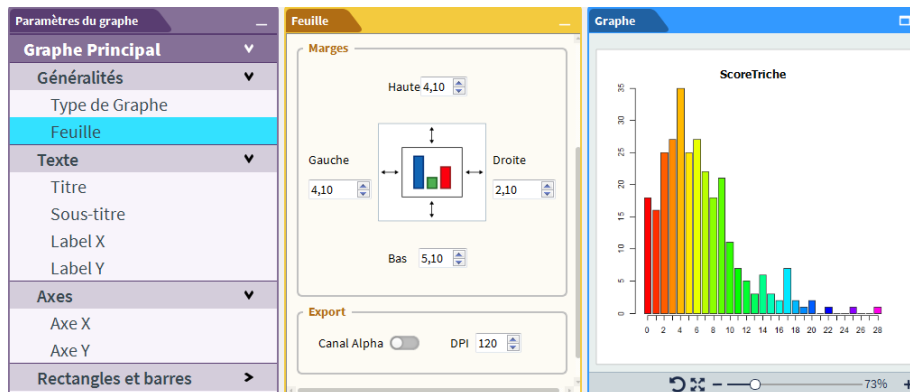 Paramètres du graphe
Graphe Principal
Généralités
Type de Graphe
Feuille
Texte
Titre
Sous-titre
Label X
Label Y
Axes
Axe X
Axe Y
Rectangles et barres
Feuille
Marges
Haute 4,10
Gauche Droite
4,10 2,10
Bas 5,10
Export
Canal Alpha DPI 120
Graphe
ScoreTriche
35
30
25
20
15
10
5
0
0 2 4 6 8 10 12 14 16 18 20 22 24 26 28
73%